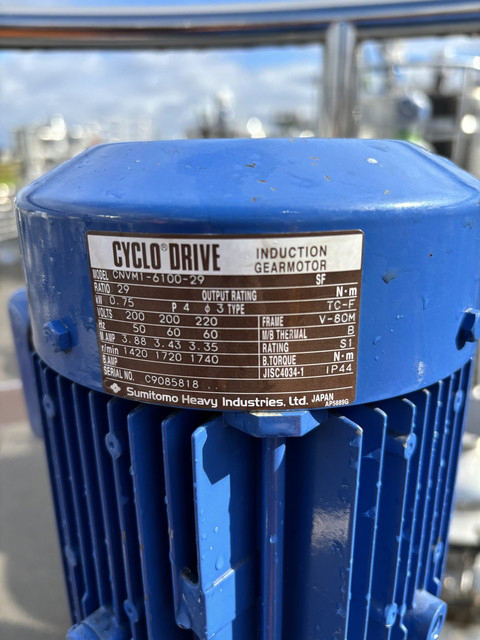 CYCLO® DRIVE INDUCTION GEARMOTOR
MODEL CNVM1-6100-29 SF
RATIO 29 OUTPUT RATING N·m
kW 0.75 P 4 φ 3 TYPE TC-F
VOLTS 200 200 220 FRAME V-80M
Hz 50 60 60 M/B THERMAL B
M.AMP 3.88 3.43 3.35 RATING S1
r/min 1420 1720 1740 B.TORQUE N·m
B.AMP JISC4034-1 IP44
SERIAL NO. C9085818
Sumitomo Heavy Industries, Ltd. JAPAN
AP5889G